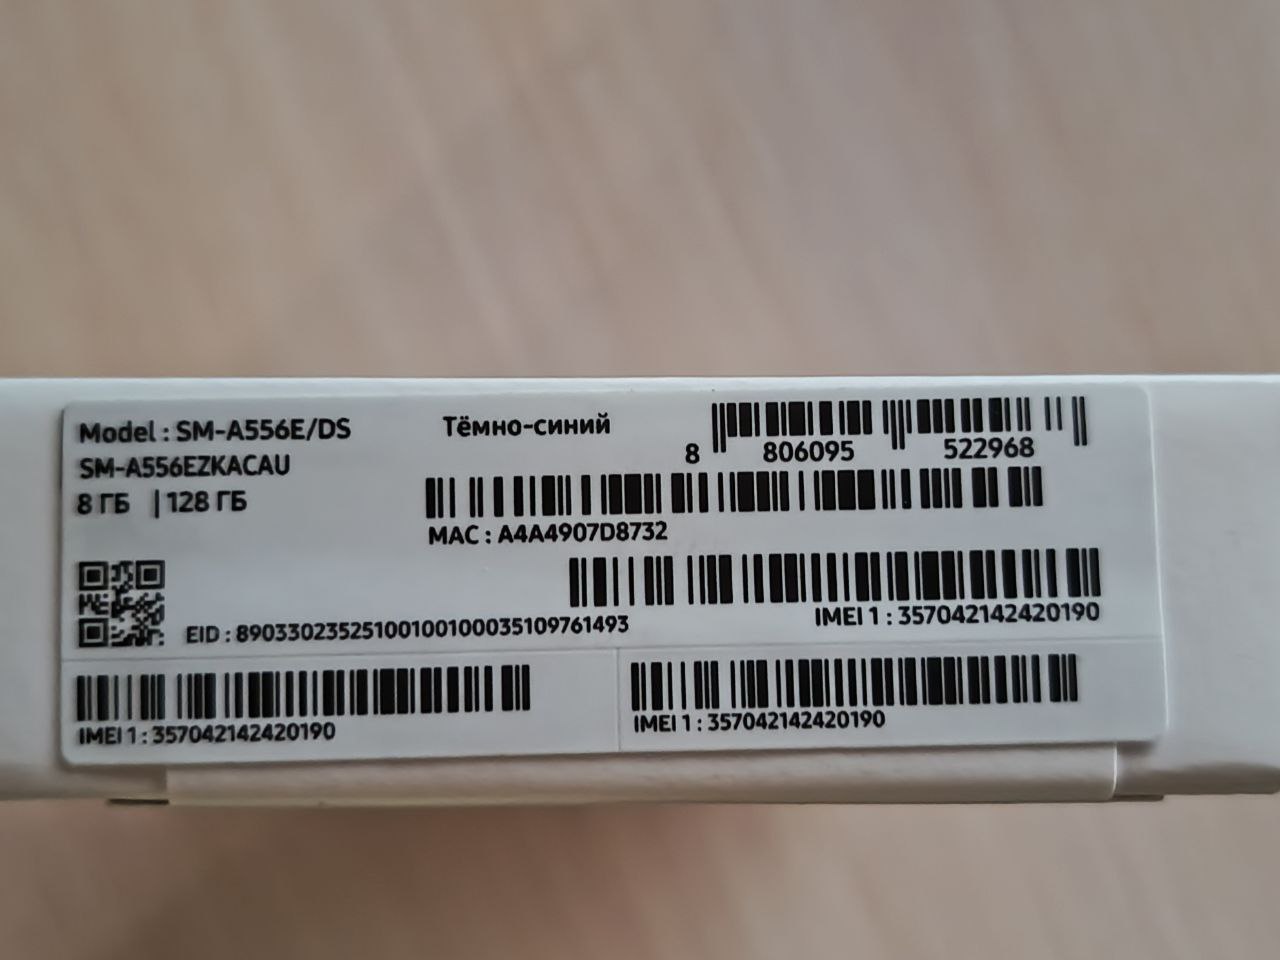 Model : SM-A556E/DS
SM-A556EZKACAU
8 ГБ | 128 ГБ
Тёмно-синий
8 806095 522968
MAC : A4A4907D8732
EID : 89033023525100100100035109761493
IMEI 1 : 357042142420190
IMEI 1 : 357042142420190
IMEI 1 : 357042142420190